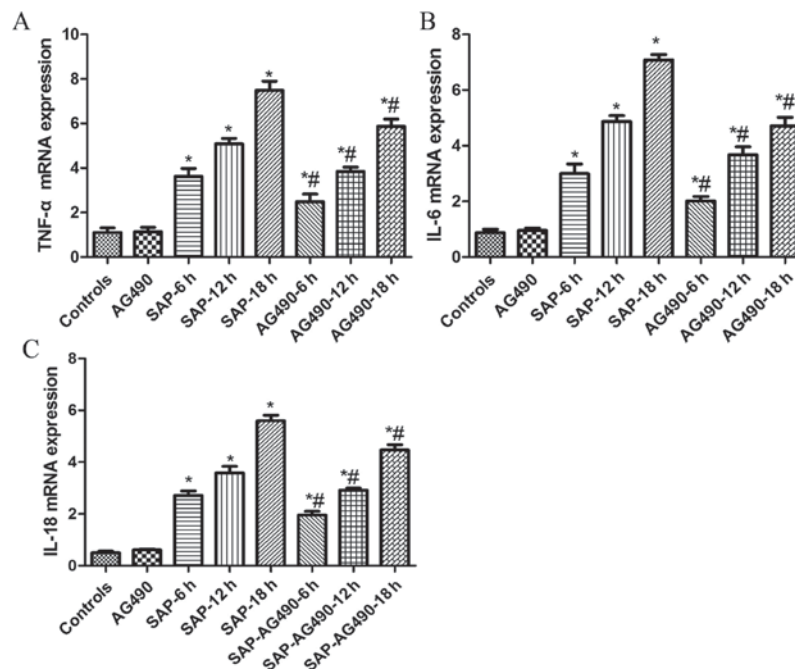 A
TNF-α mRNA expression
10
8
6
4
2
0
*
*
*
*#
*#
*#
Controls
AG490
SAP-6 h
SAP-12 h
SAP-18 h
AG490-6 h
AG490-12 h
AG490-18 h
B
IL-6 mRNA expression
8
6
4
2
0
*
*
*
*#
*#
*#
Controls
AG490
SAP-6 h
SAP-12 h
SAP-18 h
AG490-6 h
AG490-12 h
AG490-18 h
C
IL-18 mRNA expression
8
6
4
2
0
*
*
*
*#
*#
*#
Controls
AG490
SAP-6 h
SAP-12 h
SAP-18 h
SAP-AG490-6 h
SAP-AG490-12h
SAP-AG490-18 h